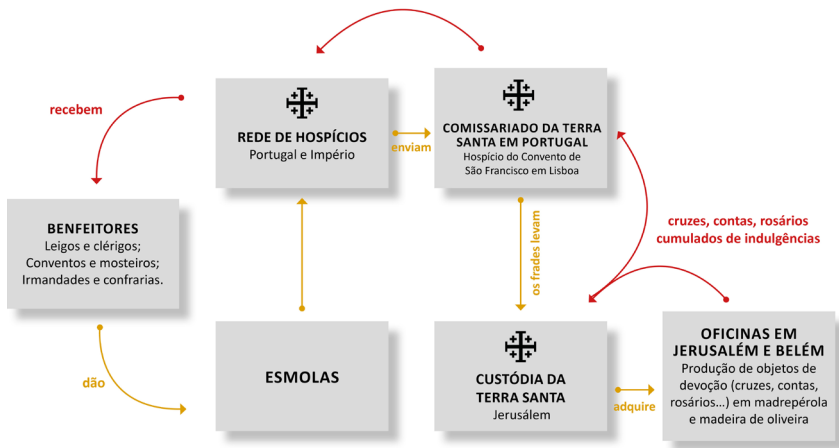 recebem
REDE DE HOSPÍCIOS
Portugal e Império
enviam
COMISSARIADO DA TERRA
SANTA EM PORTUGAL
Hospício do Convento de
São Francisco em Lisboa
BENFEITORES
Leigos e clérigos;
Conventos e mosteiros;
Irmandades e confrarias.
cruzes, contas, rosários
cumulados de indulgências
os frades levam
dão
ESMOLAS
CUSTÓDIA DA
TERRA SANTA
Jerusálem
adquire
OFICINAS EM
JERUSALÉM E BELÉM
Produção de objetos de
devoção (cruzes, contas,
rosários...) em madrepérola
e madeira de oliveira